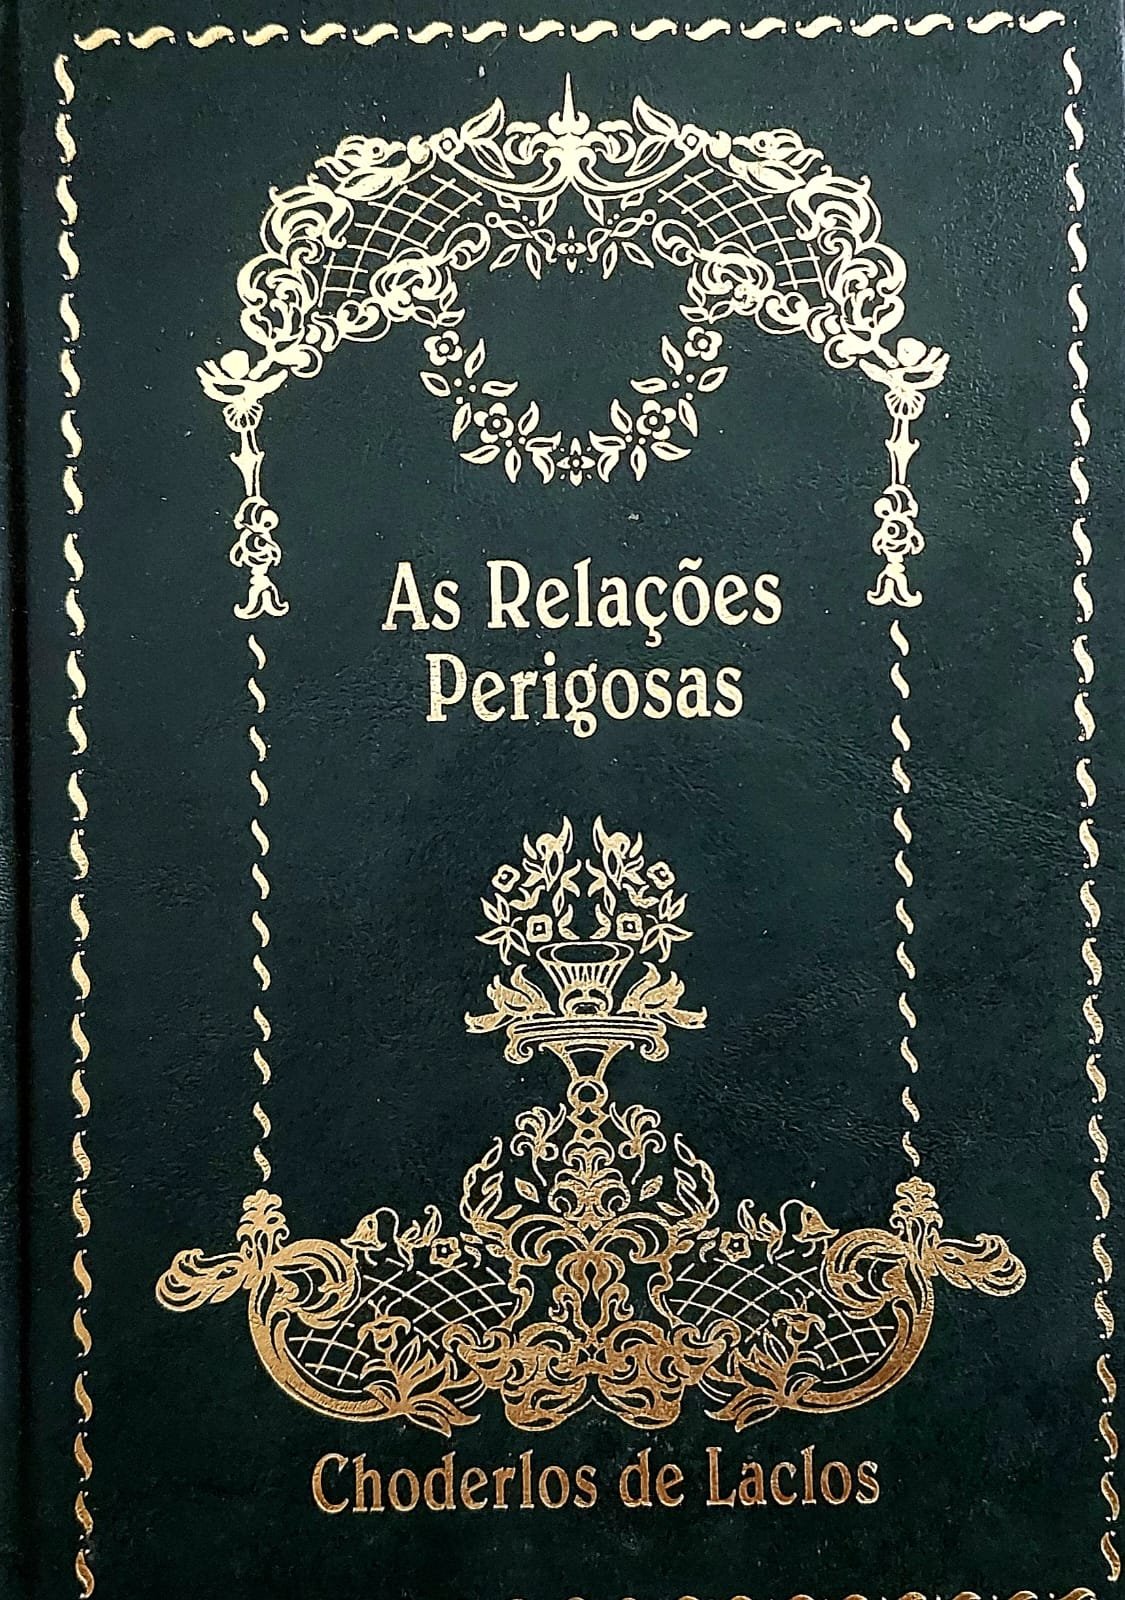 As Relações
Perigosas
Choderlos de Laclos